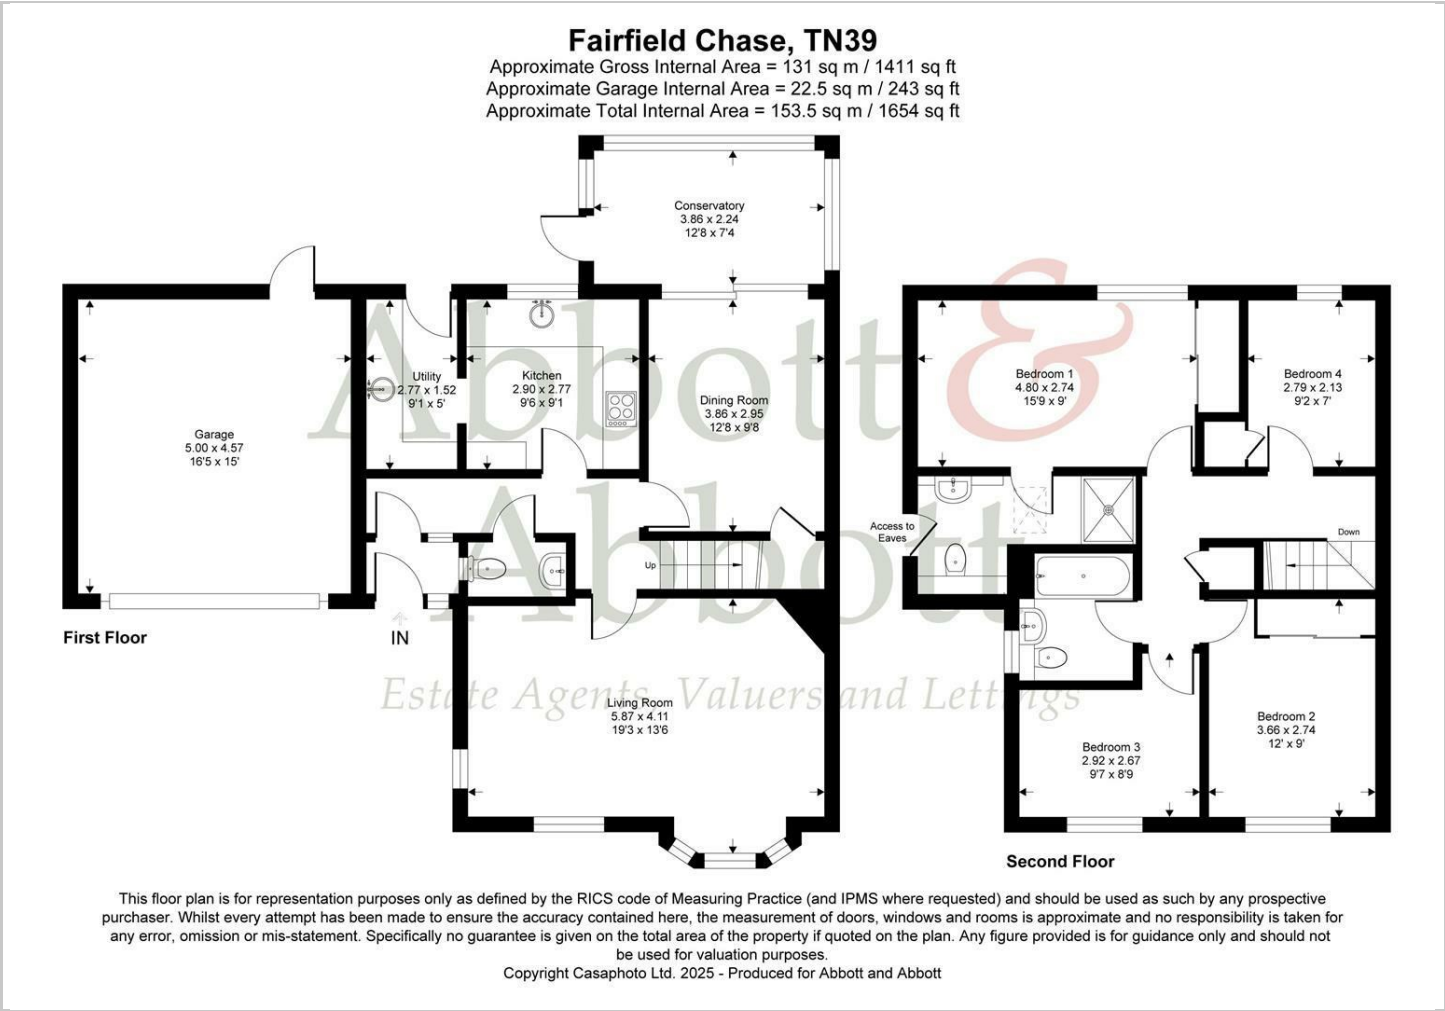 Fairfield Chase, TN39
Approximate Gross Internal Area = 131 sq m / 1411 sq ft
Approximate Garage Internal Area = 22.5 sq m / 243 sq ft
Approximate Total Internal Area = 153.5 sq m / 1654 sq ft
Conservatory
3.86 x 2.24
12'8 x 7'4
Utility
2.77 x 1.52
9'1 x 5'
Kitchen
2.90 x 2.77
9'6 x 9'1
Dining Room
3.86 x 2.95
12'8 x 9'8
Garage
5.00 x 4.57
16'5 x 15'
Up
First Floor
IN
Living Room
5.87 x 4.11
19'3 x 13'6
Bedroom 1
4.80 x 2.74
15'9 x 9'
Bedroom 4
2.79 x 2.13
9'2 x 7'
Access to
Eaves
Down
Bedroom 2
3.66 x 2.74
12' x 9'
Bedroom 3
2.92 x 2.67
9'7 x 8'9
Second Floor
Abbott &
Abbott
Estate Agents, Valuers and Lettings
This floor plan is for representation purposes only as defined by the RICS code of Measuring Practice (and IPMS where requested) and should be used as such by any prospective
purchaser. Whilst every attempt has been made to ensure the accuracy contained here, the measurement of doors, windows and rooms is approximate and no responsibility is taken for
any error, omission or mis-statement. Specifically no guarantee is given on the total area of the property if quoted on the plan. Any figure provided is for guidance only and should not
be used for valuation purposes.
Copyright Casaphoto Ltd. 2025 - Produced for Abbott and Abbott